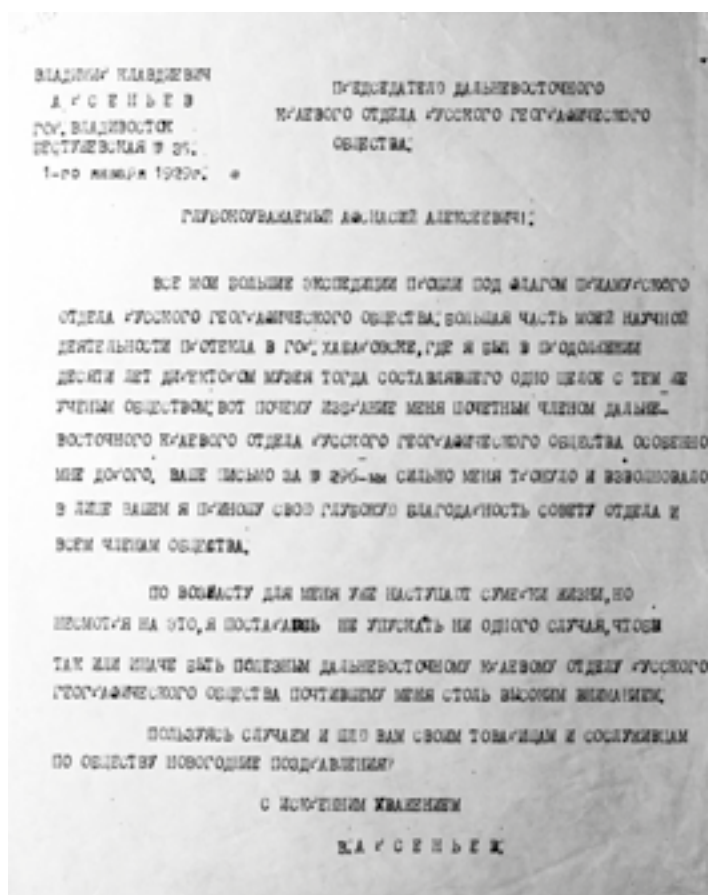 ВЛАДИМИР КЛАВДИЕВИЧ
А Р С Е Н Ь Е В
ГОР. ВЛАДИВОСТОК
1-го января 1929г.
ПРЕДСЕДАТЕЛЮ ДАЛЬНЕВОСТОЧНОГО
КРАЕВОГО ОТДЕЛА РУССКОГО ГЕОГРАФИЧЕСКОГО
ОБЩЕСТВА.
ГЛУБОКОУВАЖАЕМЫЙ АФАНАСИЙ АЛЕКСЕЕВИЧ!
ВСЕ МОИ БОЛЬШИЕ ЭКСПЕДИЦИИ ПРОШЛИ ПОД ФЛАГОМ ПРИАМУРСКОГО
ОТДЕЛА РУССКОГО ГЕОГРАФИЧЕСКОГО ОБЩЕСТВА. БОЛЬШАЯ ЧАСТЬ МОЕЙ НАУЧНОЙ
ДЕЯТЕЛЬНОСТИ ПРОТЕКЛА В ГОР. ХАБАРОВСКЕ, ГДЕ Я БЫЛ В ПРОДОЛЖЕНИИ
ДЕСЯТИ ЛЕТ ДИРЕКТОРОМ МУЗЕЯ ТОГДА СОСТАВЛЯВШЕГО ОДНО ЦЕЛОЕ С ТЕМ ЖЕ
УЧЕНЫМ ОБЩЕСТВОМ. ВОТ ПОЧЕМУ ИЗБРАНИЕ МЕНЯ ПОЧЕТНЫМ ЧЛЕНОМ ДАЛЬНЕ-
ВОСТОЧНОГО КРАЕВОГО ОТДЕЛА РУССКОГО ГЕОГРАФИЧЕСКОГО ОБЩЕСТВА ОСОБЕННО
МНЕ ДОРОГО. ВАШЕ ПИСЬМО ЗА № 296-мм СИЛЬНО МЕНЯ ТРОНУЛО И ВЗВОЛНОВАЛО
В ЛИЦЕ ВАШЕМ Я ПРИНОШУ СВОЮ ГЛУБОКУЮ БЛАГОДАРНОСТЬ СОВЕТУ ОТДЕЛА И
ВСЕМ ЧЛЕНАМ ОБЩЕСТВА.
ПО ВОЗРАСТУ ДЛЯ МЕНЯ УЖЕ НАСТУПАЮТ СУМЕРКИ ЖИЗНИ, НО
НЕСМОТРЯ НА ЭТО, Я ПОСТАРАЮСЬ НЕ УПУСКАТЬ НИ ОДНОГО СЛУЧАЯ, ЧТОБЫ
ТАК ИЛИ ИНАЧЕ БЫТЬ ПОЛЕЗНЫМ ДАЛЬНЕВОСТОЧНОМУ КРАЕВОМУ ОТДЕЛУ РУССКОГО
ГЕОГРАФИЧЕСКОГО ОБЩЕСТВА ПОЧТИВШЕМУ МЕНЯ СТОЛЬ ВЫСОКИМ ВНИМАНИЕМ.
ПОЛЬЗУЯСЬ СЛУЧАЕМ Я ШЛЮ ВАМ СВОИМ ТОВАРИЩАМ И СОСЛУЖИВЦАМ
ПО ОБЩЕСТВУ НОВОГОДНИЕ ПОЗДРАВЛЕНИЯ
С ИСКРЕННИМ УВАЖЕНИЕМ
В. А Р С Е Н Ь Е В.